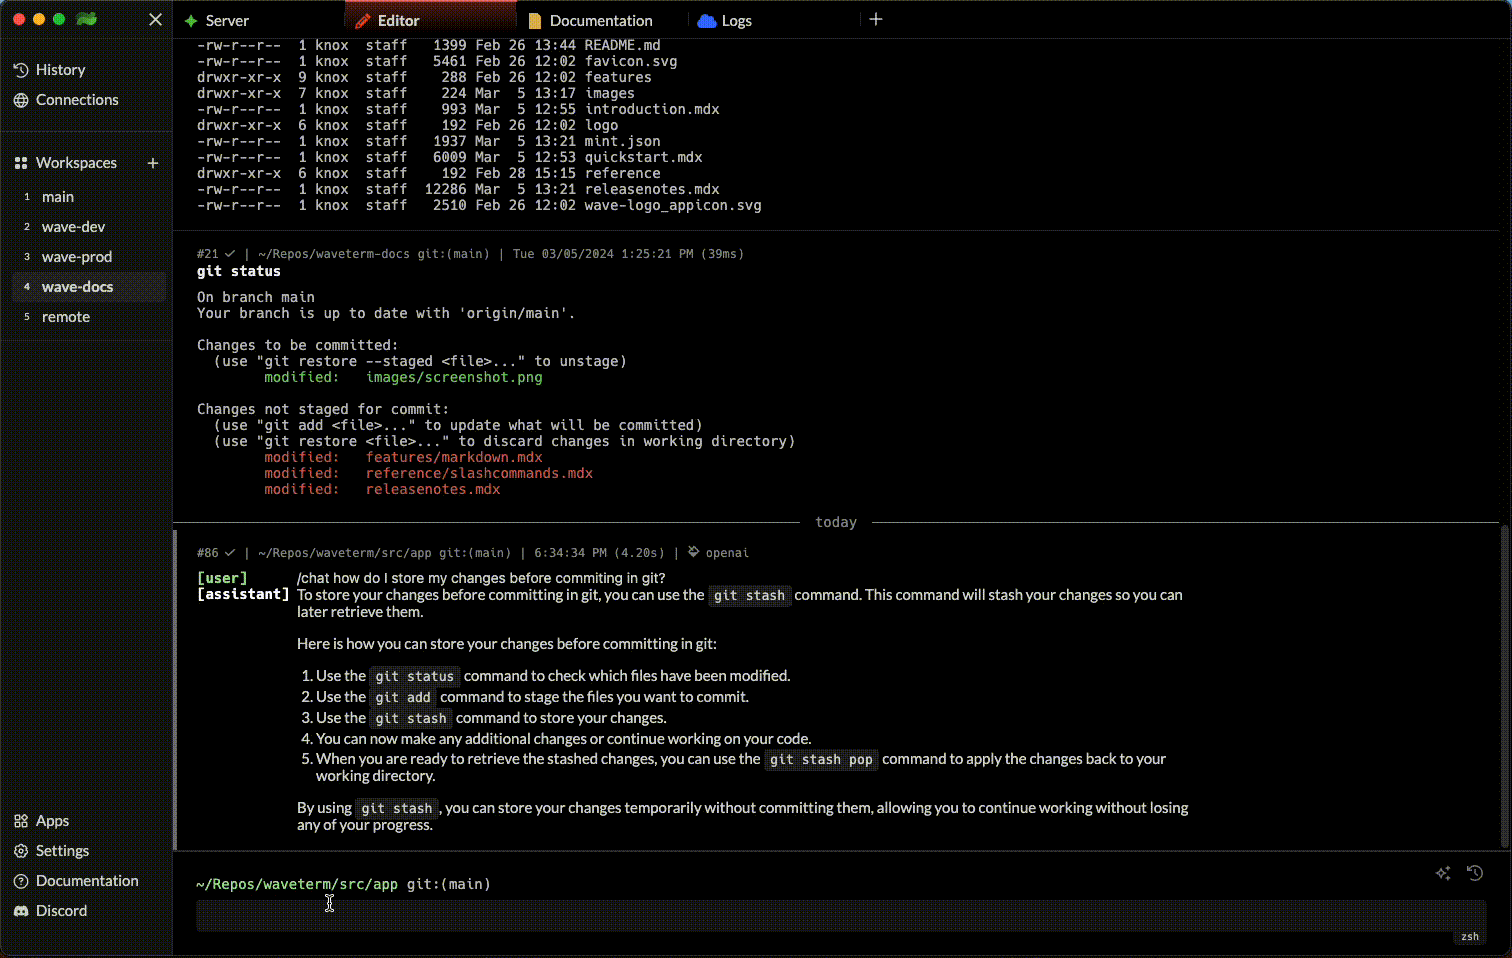 Server
Editor
Documentation
Logs
History
Connections
Workspaces
1 main
2 wave-dev
3 wave-prod
4 wave-docs
5 remote
Apps
Settings
Documentation
Discord
-rw-r--r-- 1 knox staff 1399 Feb 26 13:44 README.md
-rw-r--r-- 1 knox staff 5461 Feb 26 12:02 favicon.svg
drwxr-xr-x 9 knox staff 288 Feb 26 12:02 features
drwxr-xr-x 7 knox staff 224 Mar 5 13:17 images
-rw-r--r-- 1 knox staff 993 Mar 5 12:55 introduction.mdx
drwxr-xr-x 6 knox staff 192 Feb 26 12:02 logo
-rw-r--r-- 1 knox staff 1937 Mar 5 13:21 mint.json
-rw-r--r-- 1 knox staff 6009 Mar 5 12:53 quickstart.mdx
drwxr-xr-x 6 knox staff 192 Feb 28 15:15 reference
-rw-r--r-- 1 knox staff 12286 Mar 5 13:21 releasenotes.mdx
-rw-r--r-- 1 knox staff 2510 Feb 26 12:02 wave-logo_appicon.svg
#21 ✓ | ~/Repos/waveterm-docs git:(main) | Tue 03/05/2024 1:25:21 PM (39ms)
git status
On branch main
Your branch is up to date with 'origin/main'.
Changes to be committed:
(use "git restore --staged <file>..." to unstage)
modified: images/screenshot.png
Changes not staged for commit:
(use "git add <file>..." to update what will be committed)
(use "git restore <file>..." to discard changes in working directory)
modified: features/markdown.mdx
modified: reference/slashcommands.mdx
modified: releasenotes.mdx
today
#86 ✓ | ~/Repos/waveterm/src/app git:(main) | 6:34:34 PM (4.20s) | openai
[user] /chat how do I store my changes before commiting in git?
[assistant] To store your changes before committing in git, you can use the git stash command. This command will stash your changes so you can
later retrieve them.
Here is how you can store your changes before committing in git:
1. Use the git status command to check which files have been modified.
2. Use the git add command to stage the files you want to commit.
3. Use the git stash command to store your changes.
4. You can now make any additional changes or continue working on your code.
5. When you are ready to retrieve the stashed changes, you can use the git stash pop command to apply the changes back to your
working directory.
By using git stash, you can store your changes temporarily without committing them, allowing you to continue working without losing
any of your progress.
~/Repos/waveterm/src/app git:(main)
zsh